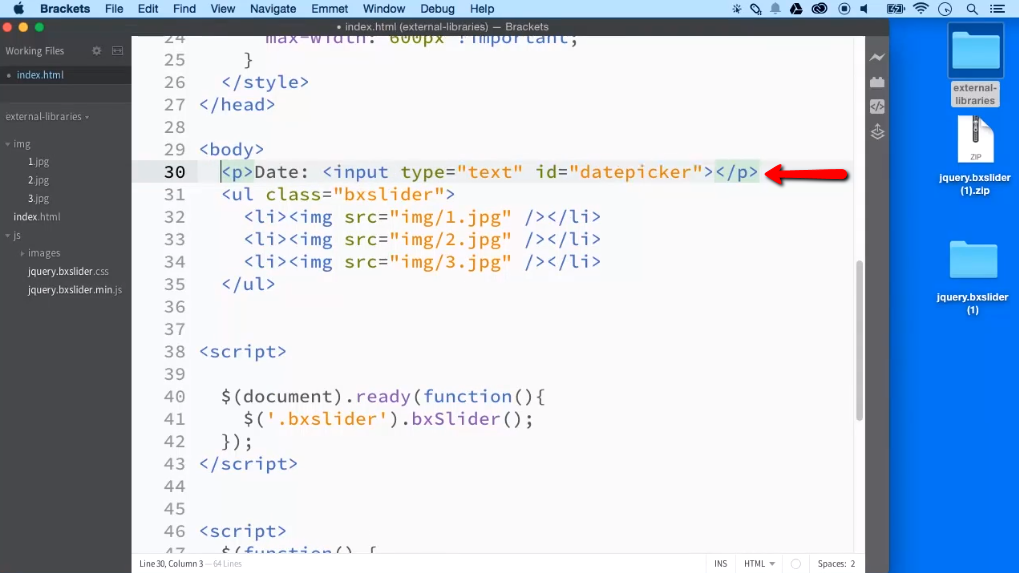 Brackets File Edit Find View Navigate Emmet Window Debug Help
• index.html (external-libraries) — Brackets
Working Files
• index.html
external-libraries
img
1.jpg
2.jpg
3.jpg
index.html
js
images
jquery.bxslider.css
jquery.bxslider.min.js
24 max-width: 600px !important;
25 }
26 </style>
27 </head>
28
29 <body>
30 <p>Date: <input type="text" id="datepicker"></p>
31 <ul class="bxslider">
32 <li><img src="img/1.jpg" /></li>
33 <li><img src="img/2.jpg" /></li>
34 <li><img src="img/3.jpg" /></li>
35 </ul>
36
37
38 <script>
39
40 $(document).ready(function(){
41 $('.bxslider').bxSlider();
42 });
43 </script>
44
45
46 <script>
47 $(function() {
Line 30, Column 3 — 64 Lines
INS HTML Spaces: 2
external-
libraries
ZIP
jquery.bxslider
(1).zip
jquery.bxslider
(1)